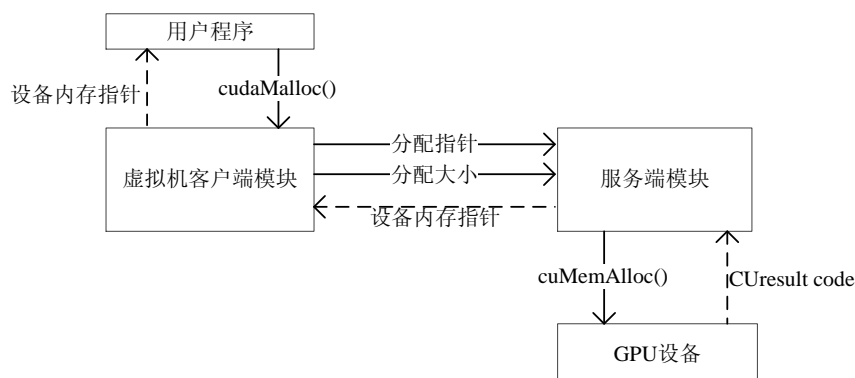 用户程序
设备内存指针
cudaMalloc()
分配指针
虚拟机客户端模块
分配大小
服务端模块
设备内存指针
cuMemAlloc()
CUresult code
GPU设备